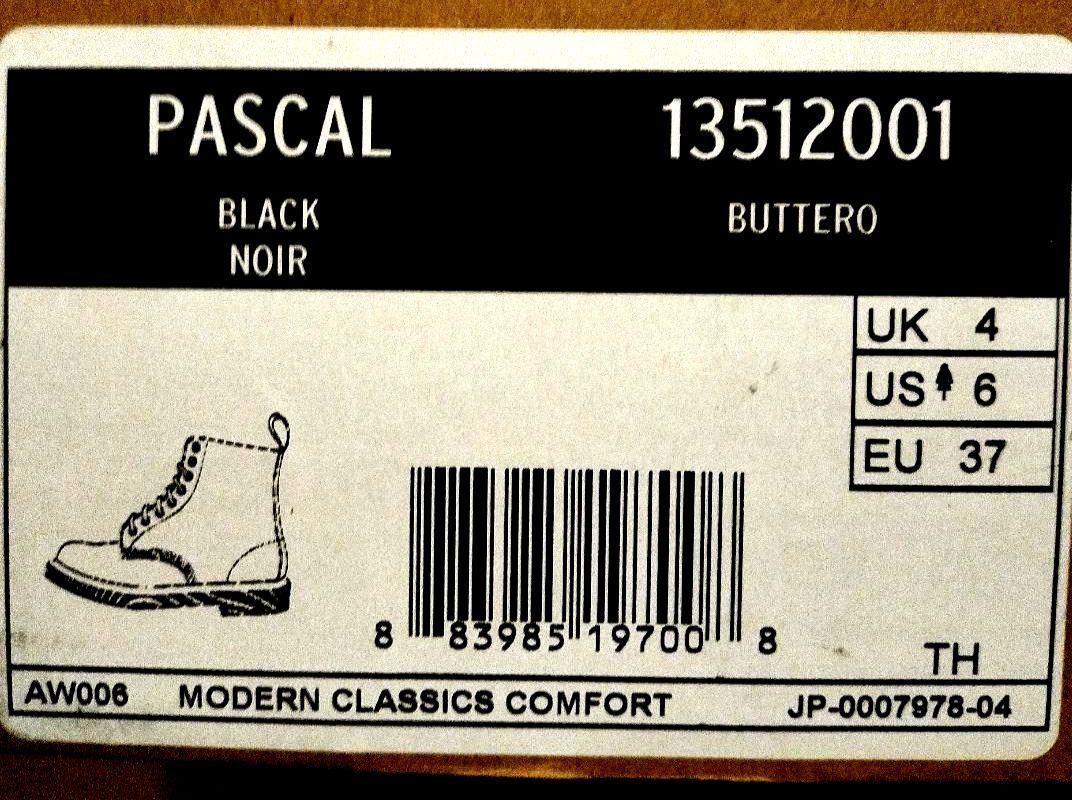 PASCAL 13512001
BLACK BUTTERO
NOIR
UK 4
US 6
EU 37
8 83985 19700 8
TH
AW006 MODERN CLASSICS COMFORT JP-0007978-04